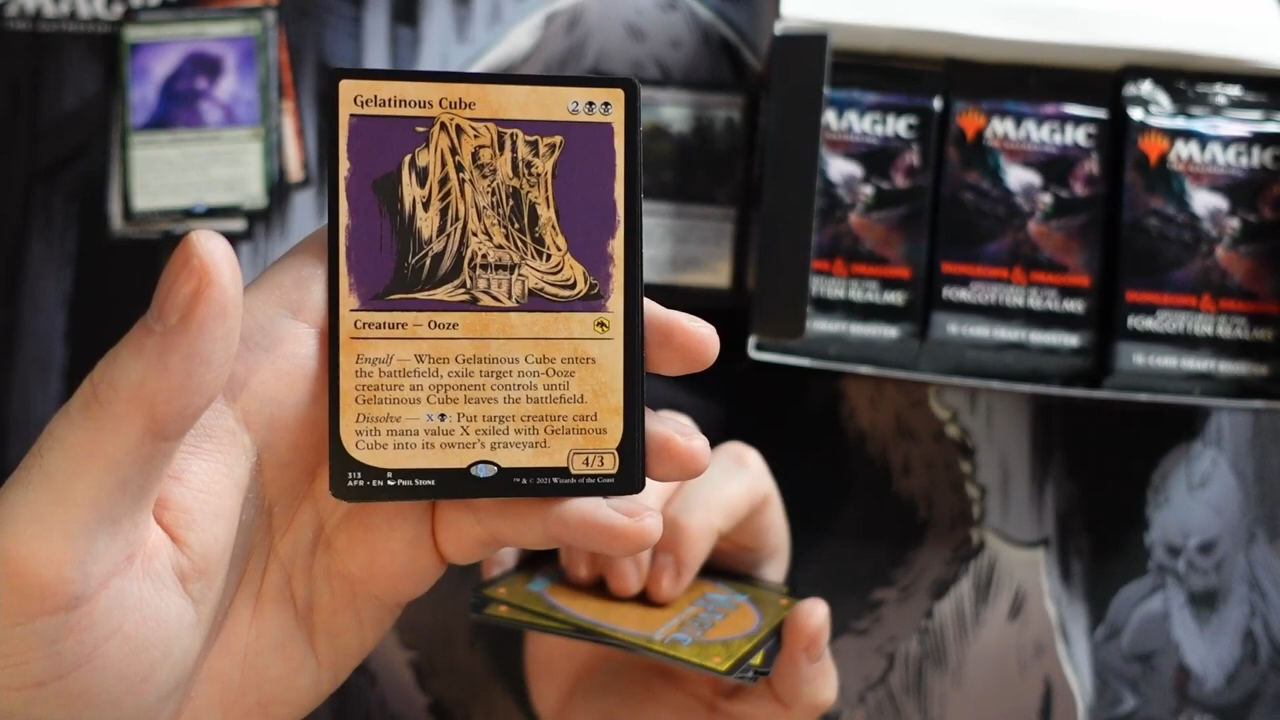 Gelatinous Cube
2
Creature — Ooze
Engulf — When Gelatinous Cube enters
the battlefield, exile target non-Ooze
creature an opponent controls until
Gelatinous Cube leaves the battlefield.
Dissolve — X : Put target creature card
with mana value X exiled with Gelatinous
Cube into its owner's graveyard.
4/3
313 R
AFR • EN Phil Stone
™ & © 2021 Wizards of the Coast
MAGIC
DUNGEONS & DRAGONS
FORGOTTEN REALMS
15 CARD DRAFT BOOSTER
MAGIC
DUNGEONS & DRAGONS
FORGOTTEN REALMS
15 CARD DRAFT BOOSTER
MAGIC